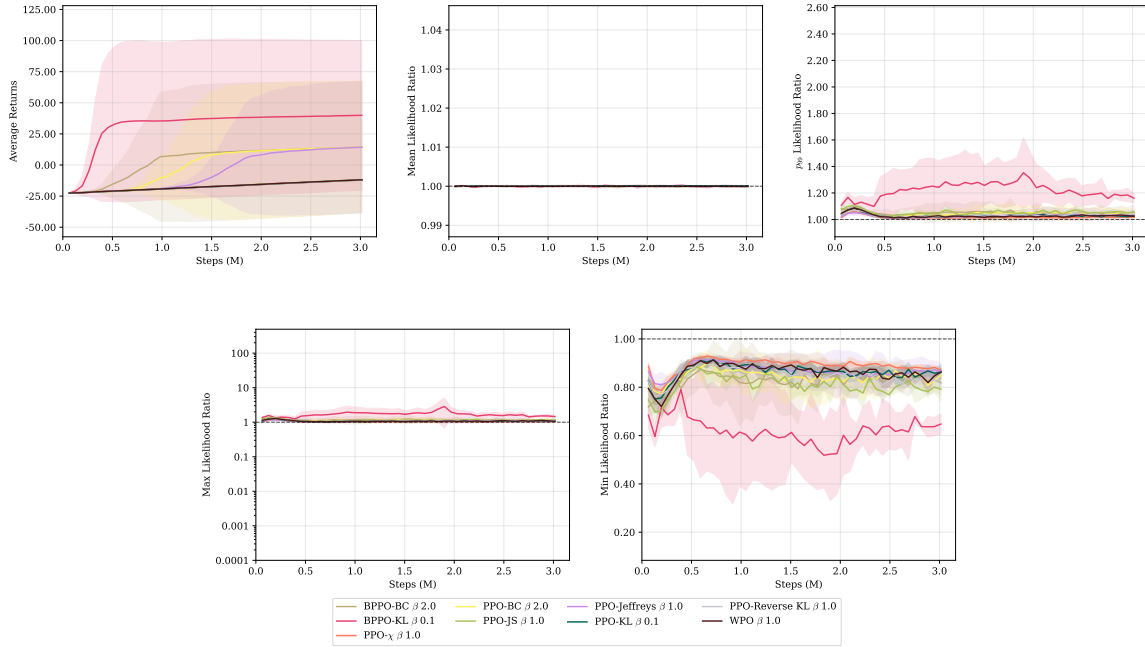 125.00
100.00
75.00
50.00
25.00
0.00
-25.00
-50.00
Average Returns
0.0 0.5 1.0 1.5 2.0 2.5 3.0
Steps (M)
1.04
1.03
1.02
1.01
1.00
0.99
Mean Likelihood Ratio
0.0 0.5 1.0 1.5 2.0 2.5 3.0
Steps (M)
2.60
2.40
2.20
2.00
1.80
1.60
1.40
1.20
1.00
p₉₉ Likelihood Ratio
0.0 0.5 1.0 1.5 2.0 2.5 3.0
Steps (M)
100
10
1
0.1
0.01
0.001
0.0001
Max Likelihood Ratio
0.0 0.5 1.0 1.5 2.0 2.5 3.0
Steps (M)
1.00
0.80
0.60
0.40
0.20
Min Likelihood Ratio
0.0 0.5 1.0 1.5 2.0 2.5 3.0
Steps (M)
BPPO-BC β 2.0
BPPO-KL β 0.1
PPO-χ β 1.0
PPO-BC β 2.0
PPO-JS β 1.0
PPO-Jeffreys β 1.0
PPO-KL β 0.1
PPO-Reverse KL β 1.0
WPO β 1.0